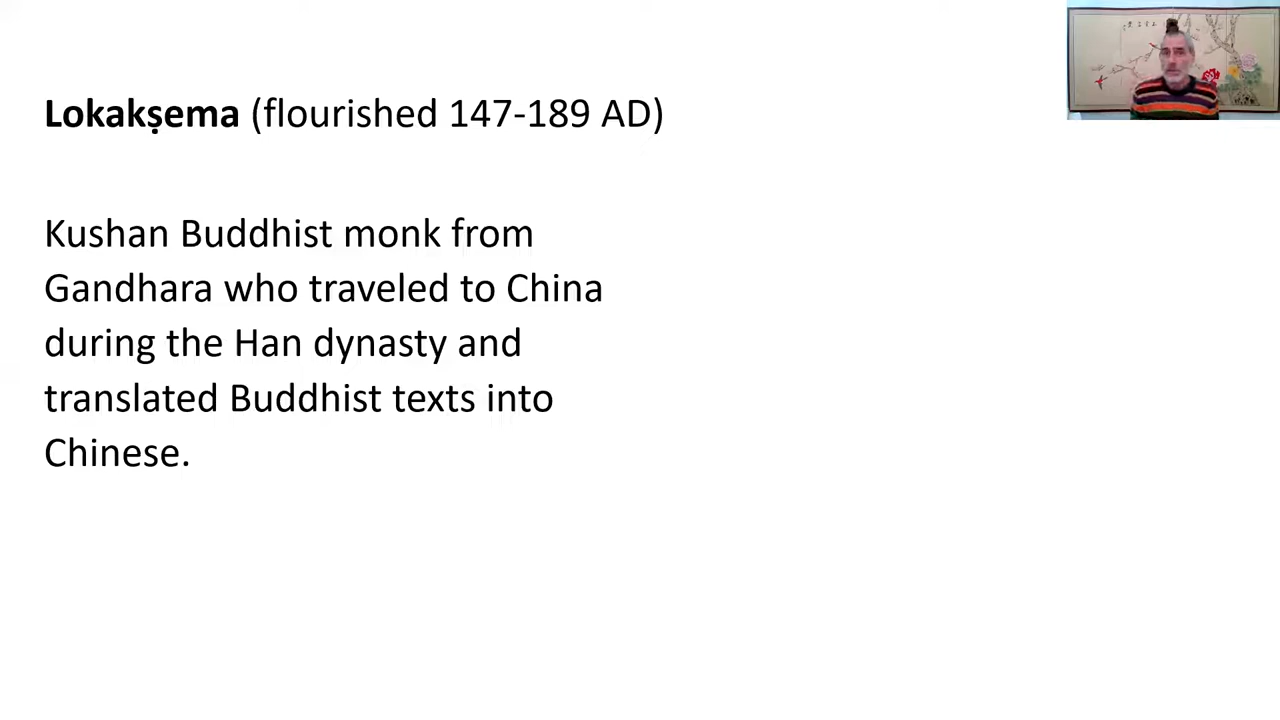 Lokakṣema (flourished 147-189 AD)
Kushan Buddhist monk from
Gandhara who traveled to China
during the Han dynasty and
translated Buddhist texts into
Chinese.